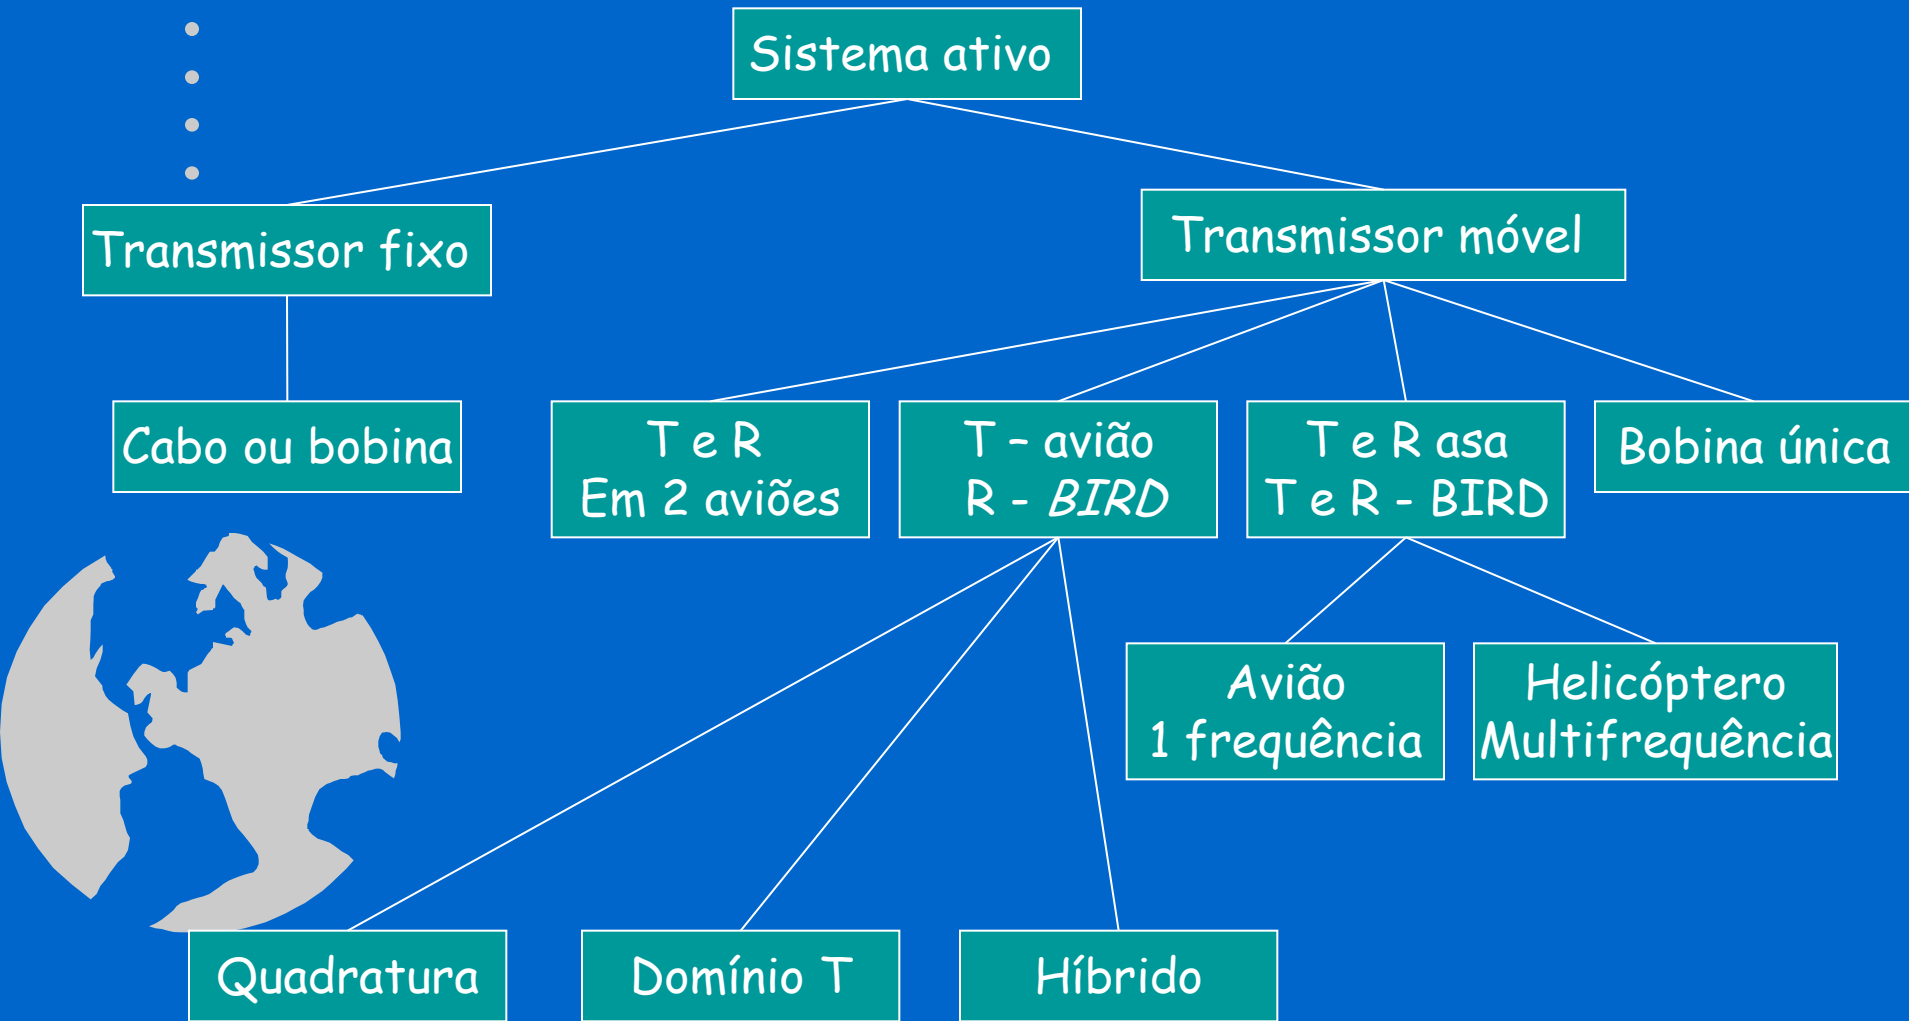 Sistema ativo
Transmissor fixo
Transmissor móvel
Cabo ou bobina
T e R
Em 2 aviões
T – avião
R - BIRD
T e R asa
T e R - BIRD
Bobina única
Avião
1 frequência
Helicóptero
Multifrequência
Quadratura
Domínio T
Híbrido